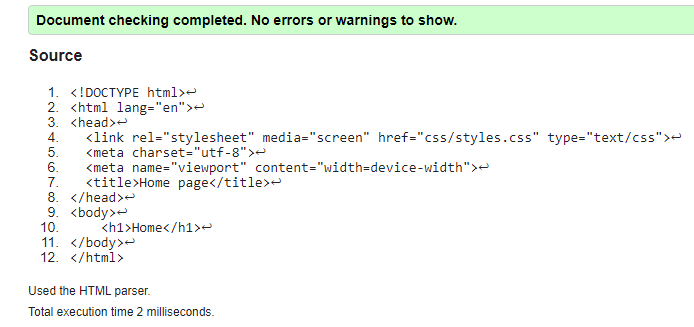 Document checking completed. No errors or warnings to show.
Source
1. <!DOCTYPE html>↩
2. <html lang="en">↩
3. <head>↩
4.   <link rel="stylesheet" media="screen" href="css/styles.css" type="text/css">↩
5.   <meta charset="utf-8">↩
6.   <meta name="viewport" content="width=device-width">↩
7.   <title>Home page</title>↩
8. </head>↩
9. <body>↩
10.     <h1>Home</h1>↩
11. </body>↩
12. </html>
Used the HTML parser.
Total execution time 2 milliseconds.